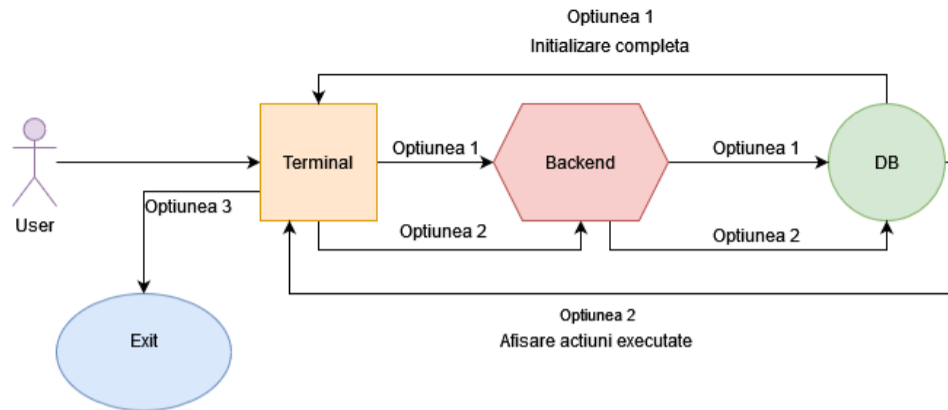 Optiunea 1
Initializare completa
Terminal
Optiunea 1
Backend
Optiunea 1
DB
User
Optiunea 3
Optiunea 2
Optiunea 2
Exit
Optiunea 2
Afisare actiuni executate